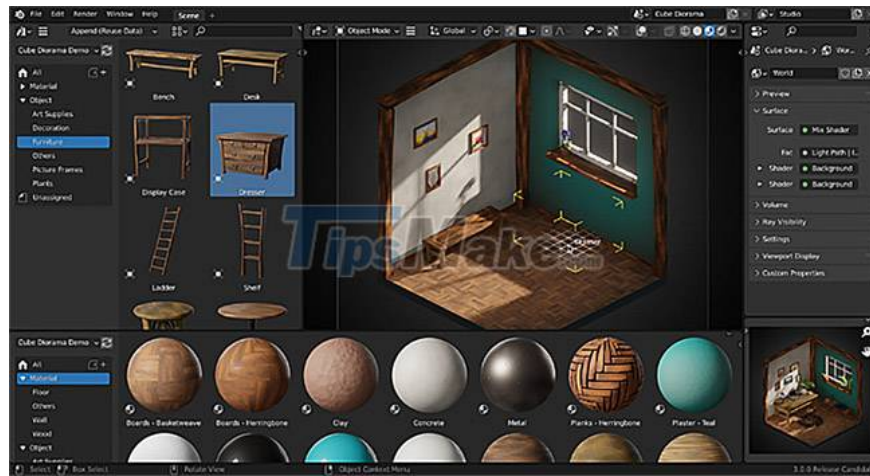 File Edit Render Window Help Scene +
Cube Diorama
Studio
Append (Reuse Data)
Object Mode
Global
Cube Diorama Demo
All
Material
Object
Art Supplies
Decoration
Furniture
Others
Picture Frames
Plants
Unassigned
Bench
Desk
Display Case
Dresser
Ladder
Shelf
TipsMake
Cube Diora...
Wor...
World
Preview
Surface
Surface
Mix Shader
Fac
Light Path | (...
Shader
Background
Shader
Background
Volume
Ray Visibility
Settings
Viewport Display
Custom Properties
Cube Diorama Demo
All
Material
Floor
Others
Wall
Wood
Object
Art Supplies
Boards - Basketweave
Boards - Herringbone
Clay
Concrete
Metal
Planks - Herringbone
Plaster - Teal
Select
Box Select
Rotate View
Object Context Menu
3.0.0 Release Candidate